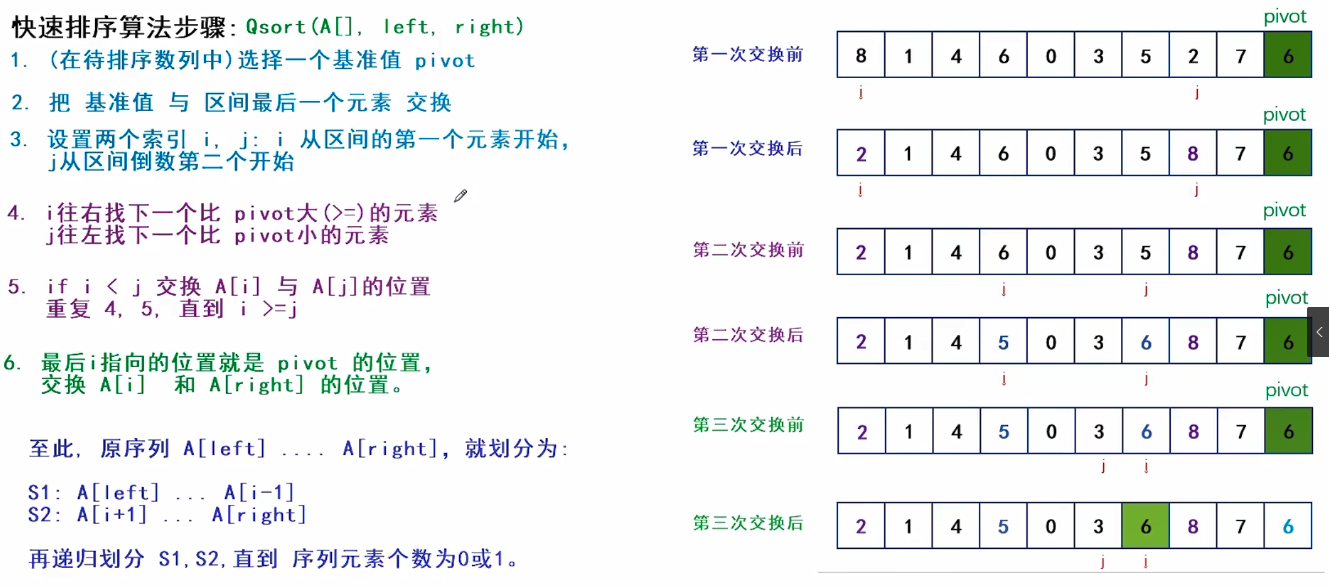 快速排序算法步骤: Qsort(A[], left, right)
1. (在待排序数列中)选择一个基准值 pivot
2. 把 基准值 与 区间最后一个元素 交换
3. 设置两个索引 i, j: i 从区间的第一个元素开始,
j从区间倒数第二个开始
4. i往右找下一个比 pivot大(>=)的元素
j往左找下一个比 pivot小的元素
5. if i < j 交换 A[i] 与 A[j]的位置
重复 4, 5, 直到 i >=j
6. 最后i指向的位置就是 pivot 的位置,
交换 A[i] 和 A[right] 的位置。
至此, 原序列 A[left] .... A[right], 就划分为:
S1: A[left] ... A[i-1]
S2: A[i+1] ... A[right]
再递归划分 S1,S2,直到 序列元素个数为0或1。
pivot
第一次交换前 8 1 4 6 0 3 5 2 7 6
i j
pivot
第一次交换后 2 1 4 6 0 3 5 8 7 6
i j
pivot
第二次交换前 2 1 4 6 0 3 5 8 7 6
i j
pivot
第二次交换后 2 1 4 5 0 3 6 8 7 6
i j
pivot
第三次交换前 2 1 4 5 0 3 6 8 7 6
j i
第三次交换后 2 1 4 5 0 3 6 8 7 6
j i